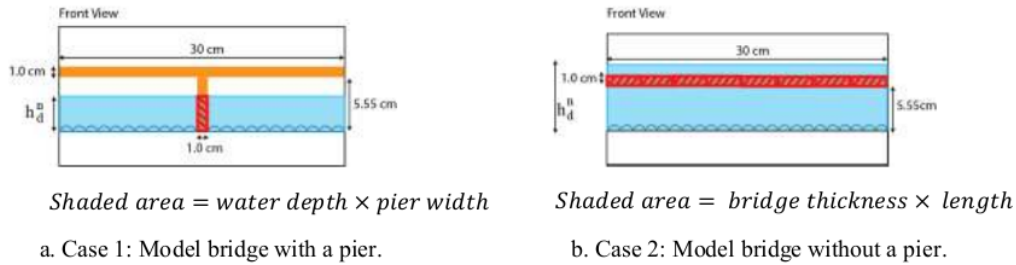 Front View
30 cm
1.0 cm
h_d^n
5.55 cm
1.0 cm
Shaded area = water depth × pier width
a. Case 1: Model bridge with a pier.
Front View
30 cm
1.0 cm
h_d^n
5.55cm
Shaded area = bridge thickness × length
b. Case 2: Model bridge without a pier.